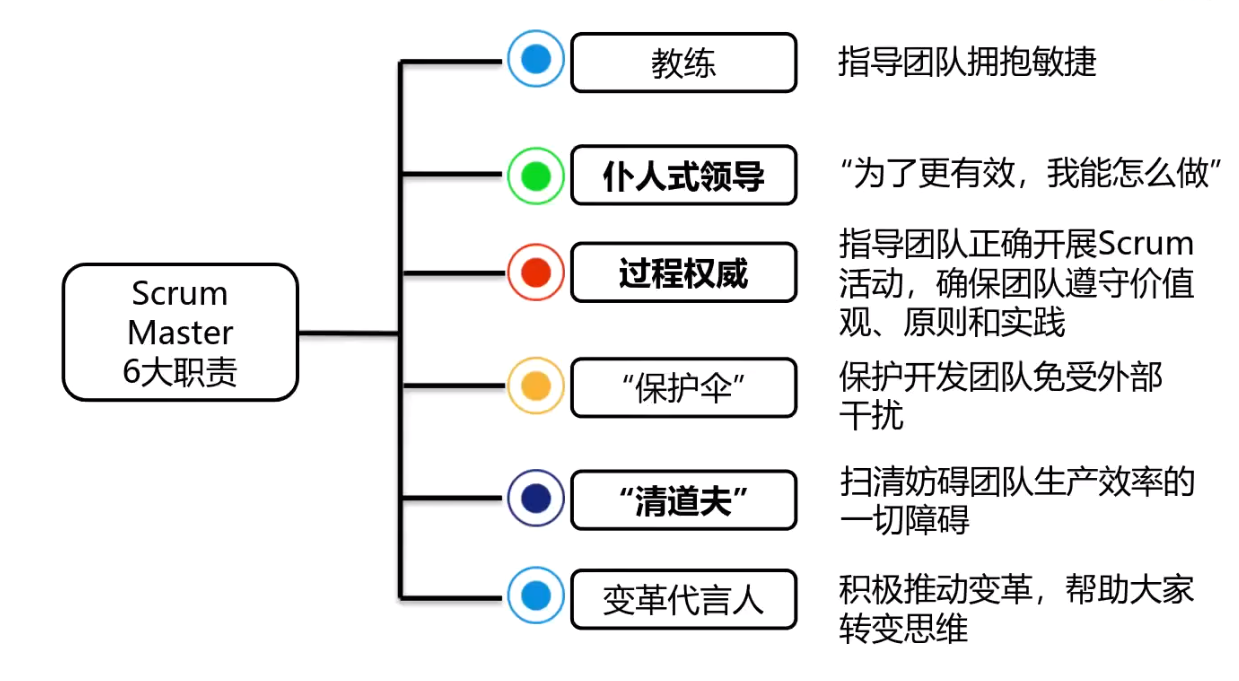 Scrum
Master
6大职责
教练
指导团队拥抱敏捷
仆人式领导
“为了更有效，我能怎么做”
过程权威
指导团队正确开展Scrum
活动，确保团队遵守价值
观、原则和实践
“保护伞”
保护开发团队免受外部
干扰
“清道夫”
扫清妨碍团队生产效率的
一切障碍
变革代言人
积极推动变革，帮助大家
转变思维